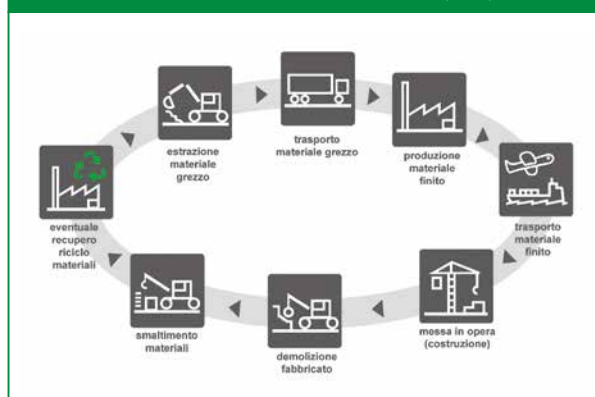 estrazione
materiale
grezzo
trasporto
materiale grezzo
produzione
materiale
finito
trasporto
materiale
finito
messa in opera
(costruzione)
demolizione
fabbricato
smaltimento
materiali
eventuale
recupero
riciclo
materiali